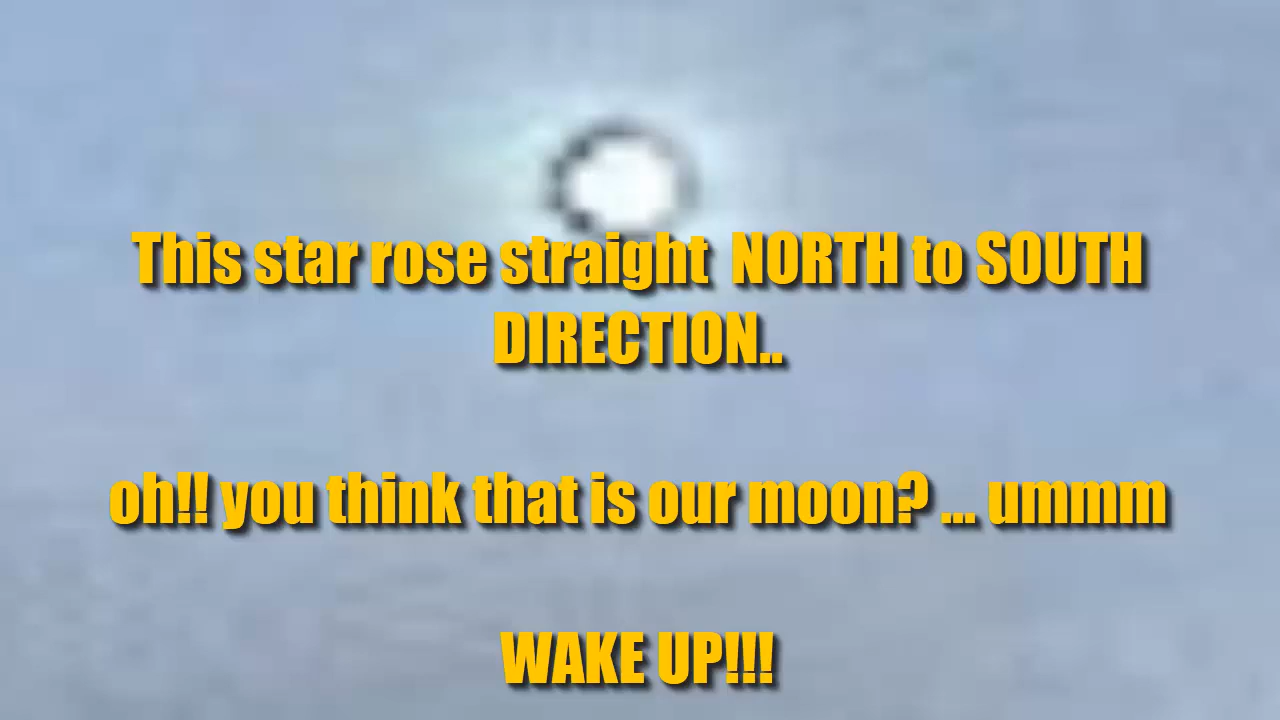 This star rose straight  NORTH to SOUTH
DIRECTION..
oh!! you think that is our moon? ... ummm
WAKE UP!!!